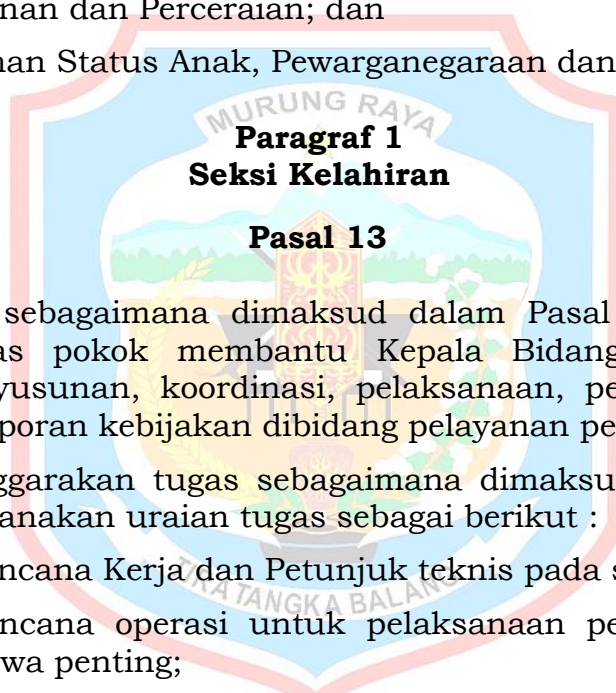 nan dan Perceraian; dan
nan Status Anak, Pewarganegaraan dan
MURUNG RAYA
Paragraf 1
Seksi Kelahiran
Pasal 13
sebagaimana dimaksud dalam Pasal
as pokok membantu Kepala Bidang
yusunan, koordinasi, pelaksanaan, pe
poran kebijakan dibidang pelayanan pe
ggarakan tugas sebagaimana dimaksu
anakan uraian tugas sebagai berikut :
ncana Kerja dan Petunjuk teknis pada s
TIRA TANGKA BALANG
ncana operasi untuk pelaksanaan pe
wa penting;